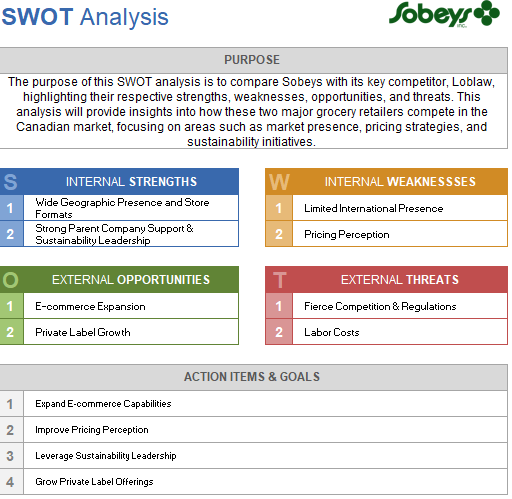 SWOT Analysis
Sobeys
INC.
PURPOSE
The purpose of this SWOT analysis is to compare Sobeys with its key competitor, Loblaw,
highlighting their respective strengths, weaknesses, opportunities, and threats. This
analysis will provide insights into how these two major grocery retailers compete in the
Canadian market, focusing on areas such as market presence, pricing strategies, and
sustainability initiatives.
S INTERNAL STRENGTHS
1 Wide Geographic Presence and Store
Formats
2 Strong Parent Company Support &
Sustainability Leadership
W INTERNAL WEAKNESSSES
1 Limited International Presence
2 Pricing Perception
O EXTERNAL OPPORTUNITIES
1 E-commerce Expansion
2 Private Label Growth
T EXTERNAL THREATS
1 Fierce Competition & Regulations
2 Labor Costs
ACTION ITEMS & GOALS
1 Expand E-commerce Capabilities
2 Improve Pricing Perception
3 Leverage Sustainability Leadership
4 Grow Private Label Offerings